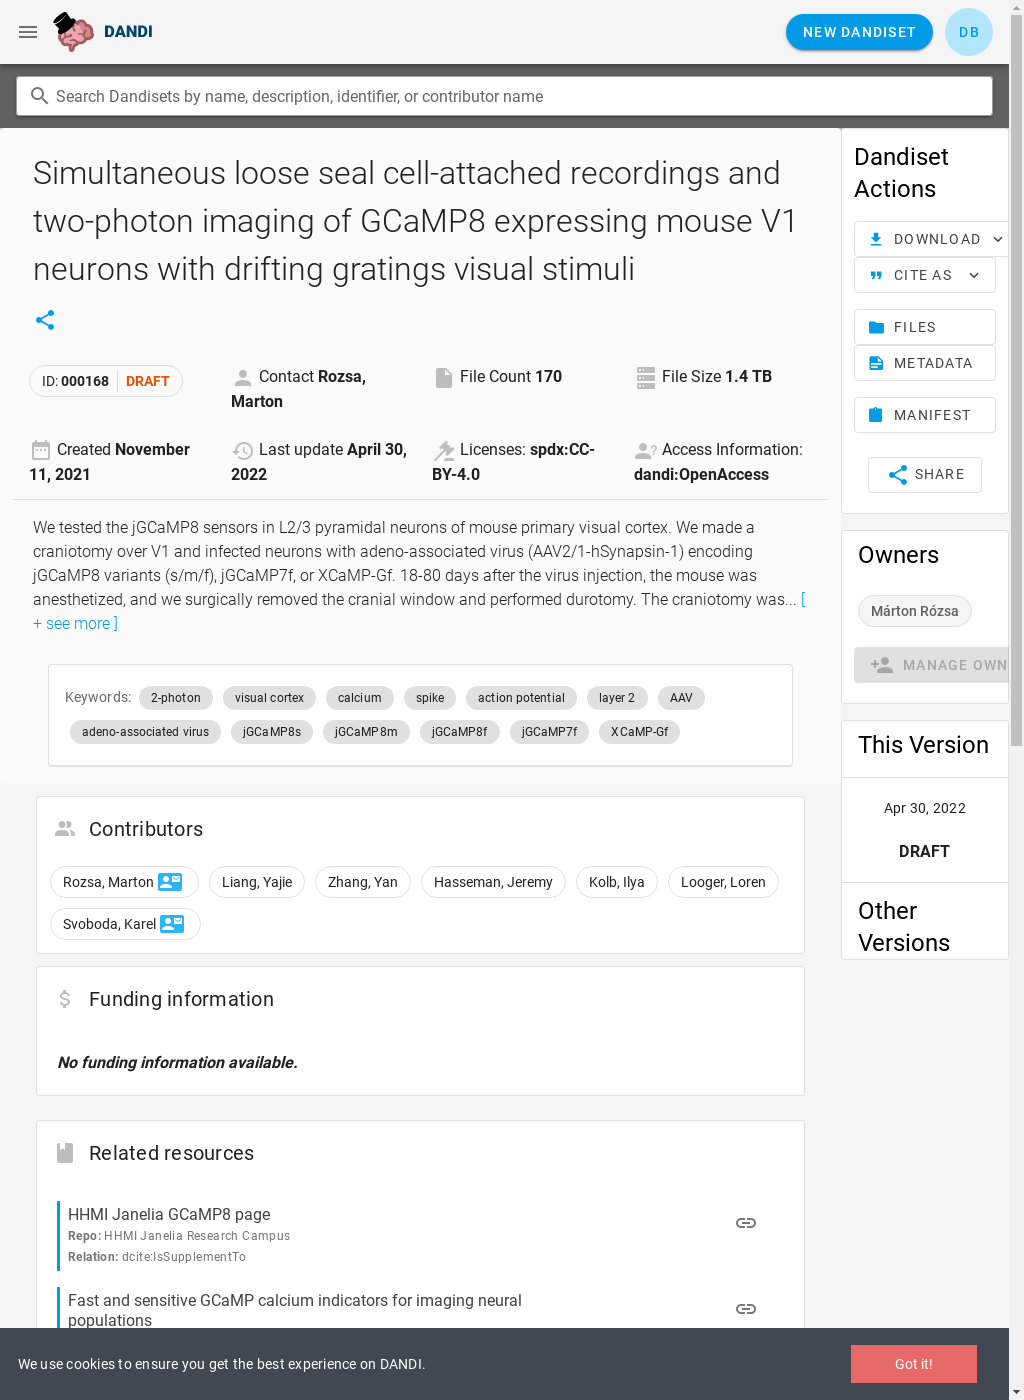 DANDI
NEW DANDISET
DB
Search Dandisets by name, description, identifier, or contributor name
Simultaneous loose seal cell-attached recordings and
two-photon imaging of GCaMP8 expressing mouse V1
neurons with drifting gratings visual stimuli
ID: 000168 DRAFT
Contact Rozsa,
Marton
File Count 170
File Size 1.4 TB
Created November
11, 2021
Last update April 30,
2022
Licenses: spdx:CC-
BY-4.0
Access Information:
dandi:OpenAccess
We tested the jGCaMP8 sensors in L2/3 pyramidal neurons of mouse primary visual cortex. We made a
craniotomy over V1 and infected neurons with adeno-associated virus (AAV2/1-hSynapsin-1) encoding
jGCaMP8 variants (s/m/f), jGCaMP7f, or XCaMP-Gf. 18-80 days after the virus injection, the mouse was
anesthetized, and we surgically removed the cranial window and performed durotomy. The craniotomy was... [
+ see more ]
Keywords: 2-photon visual cortex calcium spike action potential layer 2 AAV
adeno-associated virus jGCaMP8s jGCaMP8m jGCaMP8f jGCaMP7f XCaMP-Gf
Contributors
Rozsa, Marton Liang, Yajie Zhang, Yan Hasseman, Jeremy Kolb, Ilya Looger, Loren
Svoboda, Karel
Funding information
No funding information available.
Related resources
HHMI Janelia GCaMP8 page
Repo: HHMI Janelia Research Campus
Relation: dcite:IsSupplementTo
Fast and sensitive GCaMP calcium indicators for imaging neural
populations
Dandiset
Actions
DOWNLOAD
CITE AS
FILES
METADATA
MANIFEST
SHARE
Owners
Márton Rózsa
MANAGE OWN
This Version
Apr 30, 2022
DRAFT
Other
Versions
We use cookies to ensure you get the best experience on DANDI.
Got it!